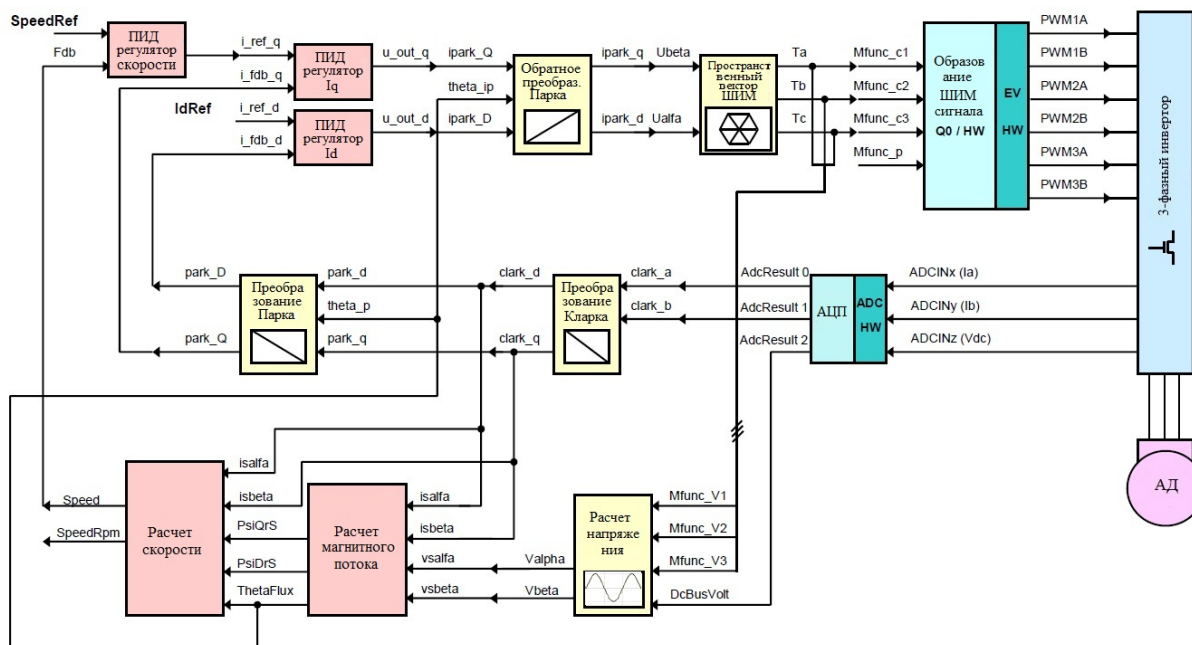 SpeedRef
Fdb
ПИД
регулятор
скорости
i_ref_q
i_fdb_q
IdRef
i_ref_d
i_fdb_d
ПИД
регулятор
Iq
ПИД
регулятор
Id
u_out_q
ipark_Q
theta_ip
u_out_d
ipark_D
Обратное
преобраз.
Парка
ipark_q
Ubeta
ipark_d
Ualfa
Пространст
венный
вектор
ШИМ
Ta
Tb
Tc
Mfunc_c1
Mfunc_c2
Mfunc_c3
Mfunc_p
Образов
ание
ШИМ
сигнала
Q0 / HW
EV
HW
PWM1A
PWM1B
PWM2A
PWM2B
PWM3A
PWM3B
3-фазный инвертор
park_D
park_Q
Преобра
зование
Парка
park_d
theta_p
park_q
clark_d
clark_q
Преобра
зование
Кларка
clark_a
clark_b
AdcResult 0
AdcResult 1
AdcResult 2
АЦП
ADC
HW
ADCINx (Ia)
ADCINy (Ib)
ADCINz (Vdc)
АД
Speed
SpeedRpm
Расчет
скорости
isalfa
isbeta
PsiQrS
PsiDrS
ThetaFlux
Расчет
магнитного
потока
isalfa
isbeta
vsalfa
vsbeta
Valpha
Vbeta
Расчет
напряже
ния
Mfunc_V1
Mfunc_V2
Mfunc_V3
DcBusVolt